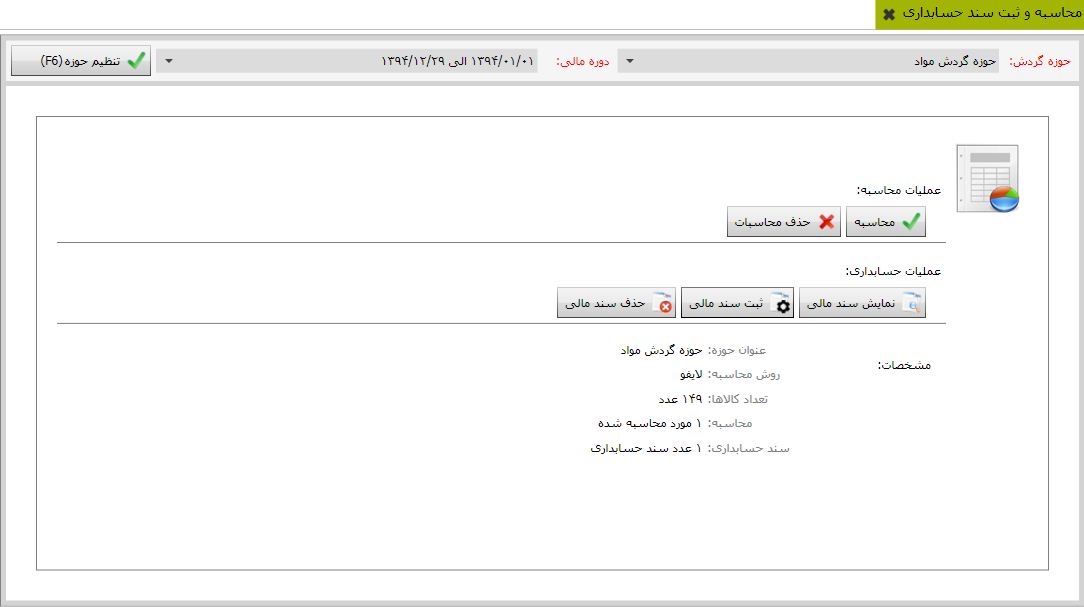 محاسبه و ثبت سند حسابداری
حوزه گردش: حوزه گردش مواد دوره مالی: ۱۳۹۴/۰۱/۰۱ الی ۱۳۹۴/۱۲/۲۹ تنظیم حوزه (F6)
عملیات محاسبه:
محاسبه حذف محاسبات
عملیات حسابداری:
نمایش سند مالی ثبت سند مالی حذف سند مالی
مشخصات:
عنوان حوزه: حوزه گردش مواد
روش محاسبه: لایفو
تعداد کالاها: ۱۴۹ عدد
محاسبه: ۱ مورد محاسبه شده
سند حسابداری: ۱ عدد سند حسابداری